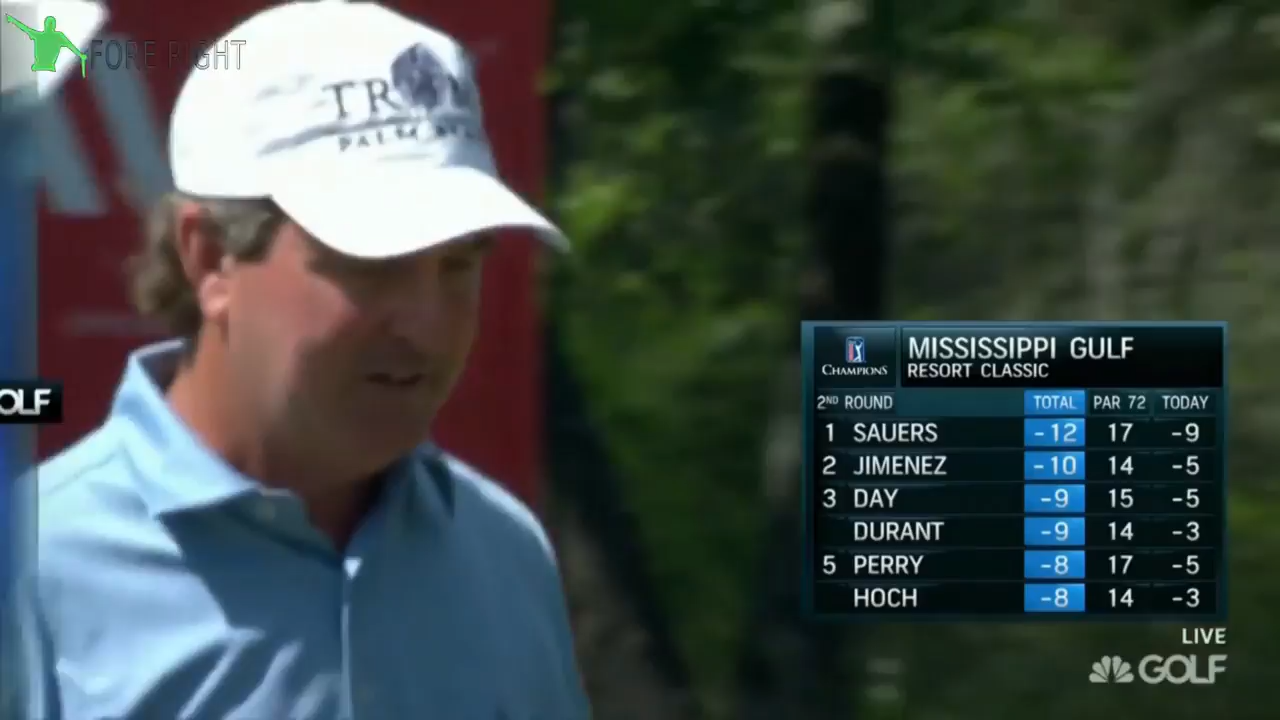 FORE RIGHT
OLF
MISSISSIPPI GULF
RESORT CLASSIC
CHAMPIONS
2ND ROUND TOTAL PAR 72 TODAY
1 SAUERS -12 17 -9
2 JIMENEZ -10 14 -5
3 DAY -9 15 -5
DURANT -9 14 -3
5 PERRY -8 17 -5
HOCH -8 14 -3
LIVE
GOLF